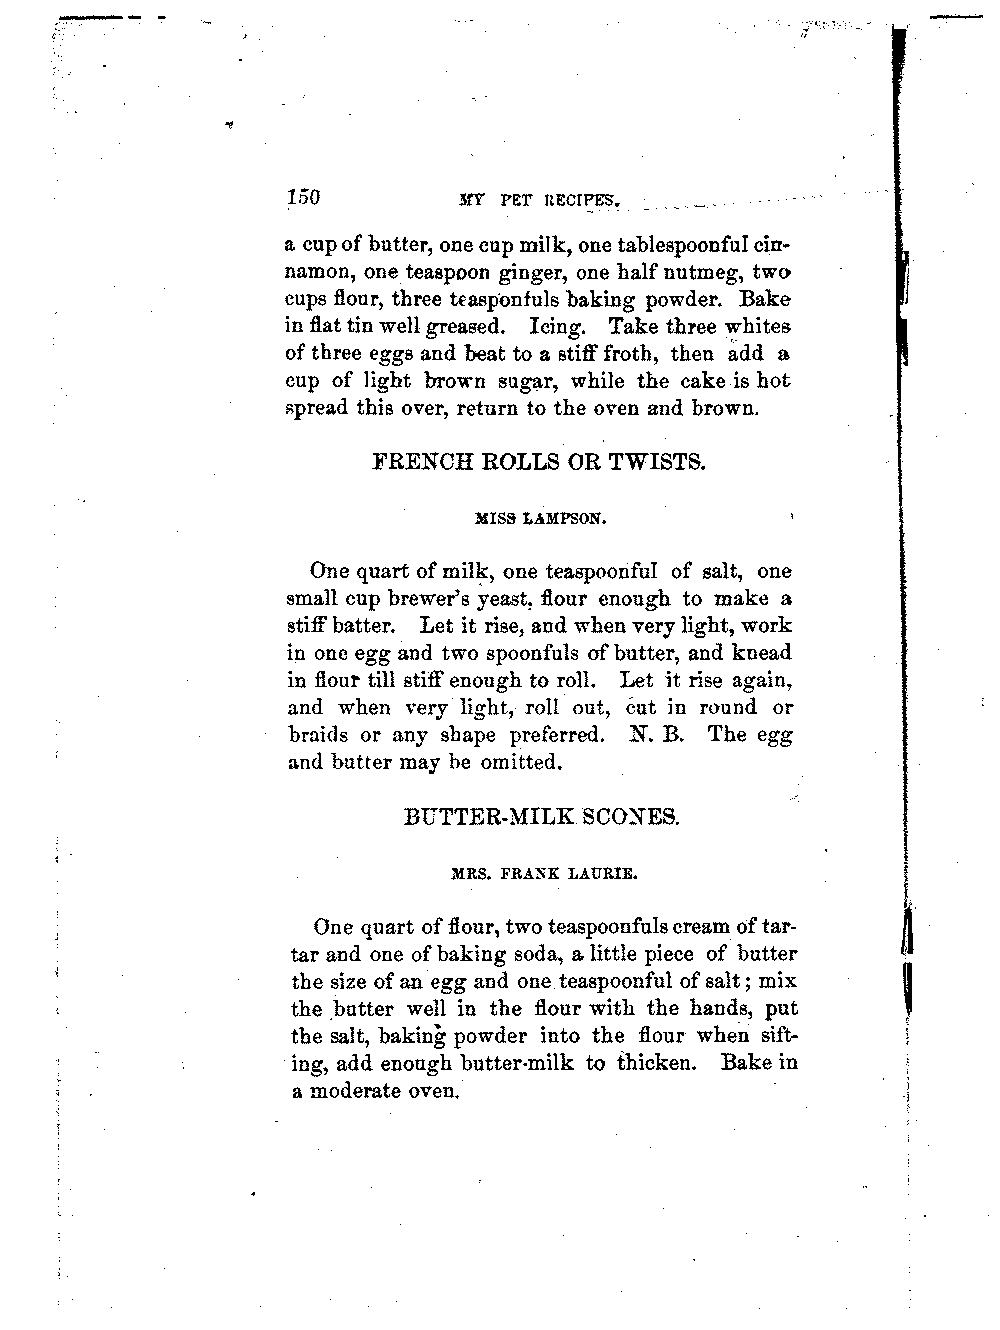 150 MY PET RECIPES.
a cup of butter, one cup milk, one tablespoonful cin-
namon, one teaspoon ginger, one half nutmeg, two
cups flour, three teasponfuls baking powder. Bake
in flat tin well greased. Icing. Take three whites
of three eggs and beat to a stiff froth, then add a
cup of light brown sugar, while the cake is hot
spread this over, return to the oven and brown.
FRENCH ROLLS OR TWISTS.
MISS LAMPSON.
One quart of milk, one teaspoonful of salt, one
small cup brewer's yeast, flour enough to make a
stiff batter. Let it rise, and when very light, work
in one egg and two spoonfuls of butter, and knead
in flour till stiff enough to roll. Let it rise again,
and when very light, roll out, cut in round or
braids or any shape preferred. N. B. The egg
and butter may be omitted.
BUTTER-MILK SCONES.
MRS. FRANK LAURIE.
One quart of flour, two teaspoonfuls cream of tar-
tar and one of baking soda, a little piece of butter
the size of an egg and one teaspoonful of salt; mix
the butter well in the flour with the hands, put
the salt, baking powder into the flour when sift-
ing, add enough butter-milk to thicken. Bake in
a moderate oven.